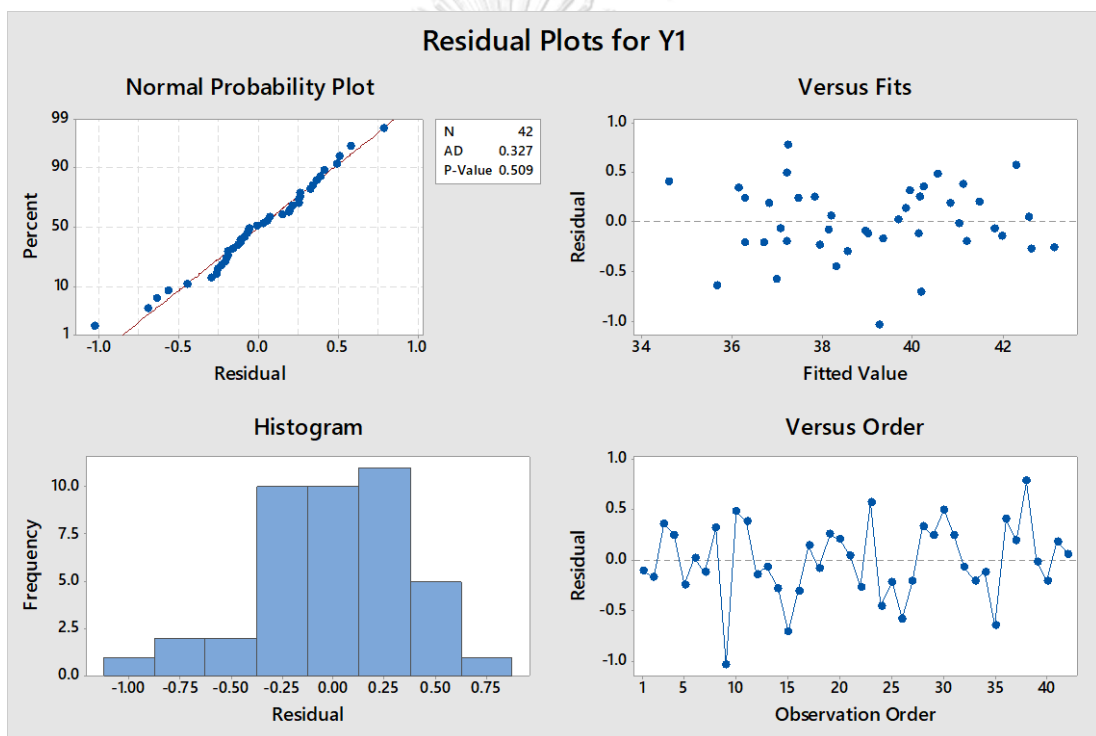 Residual Plots for Y1
Normal Probability Plot
99
90
50
10
1
Percent
-1.0 -0.5 0.0 0.5 1.0
Residual
N 42
AD 0.327
P-Value 0.509
Versus Fits
1.0
0.5
0.0
-0.5
-1.0
Residual
34 36 38 40 42
Fitted Value
Histogram
10.0
7.5
5.0
2.5
0.0
Frequency
-1.00 -0.75 -0.50 -0.25 0.00 0.25 0.50 0.75
Residual
Versus Order
1.0
0.5
0.0
-0.5
-1.0
Residual
1 5 10 15 20 25 30 35 40
Observation Order